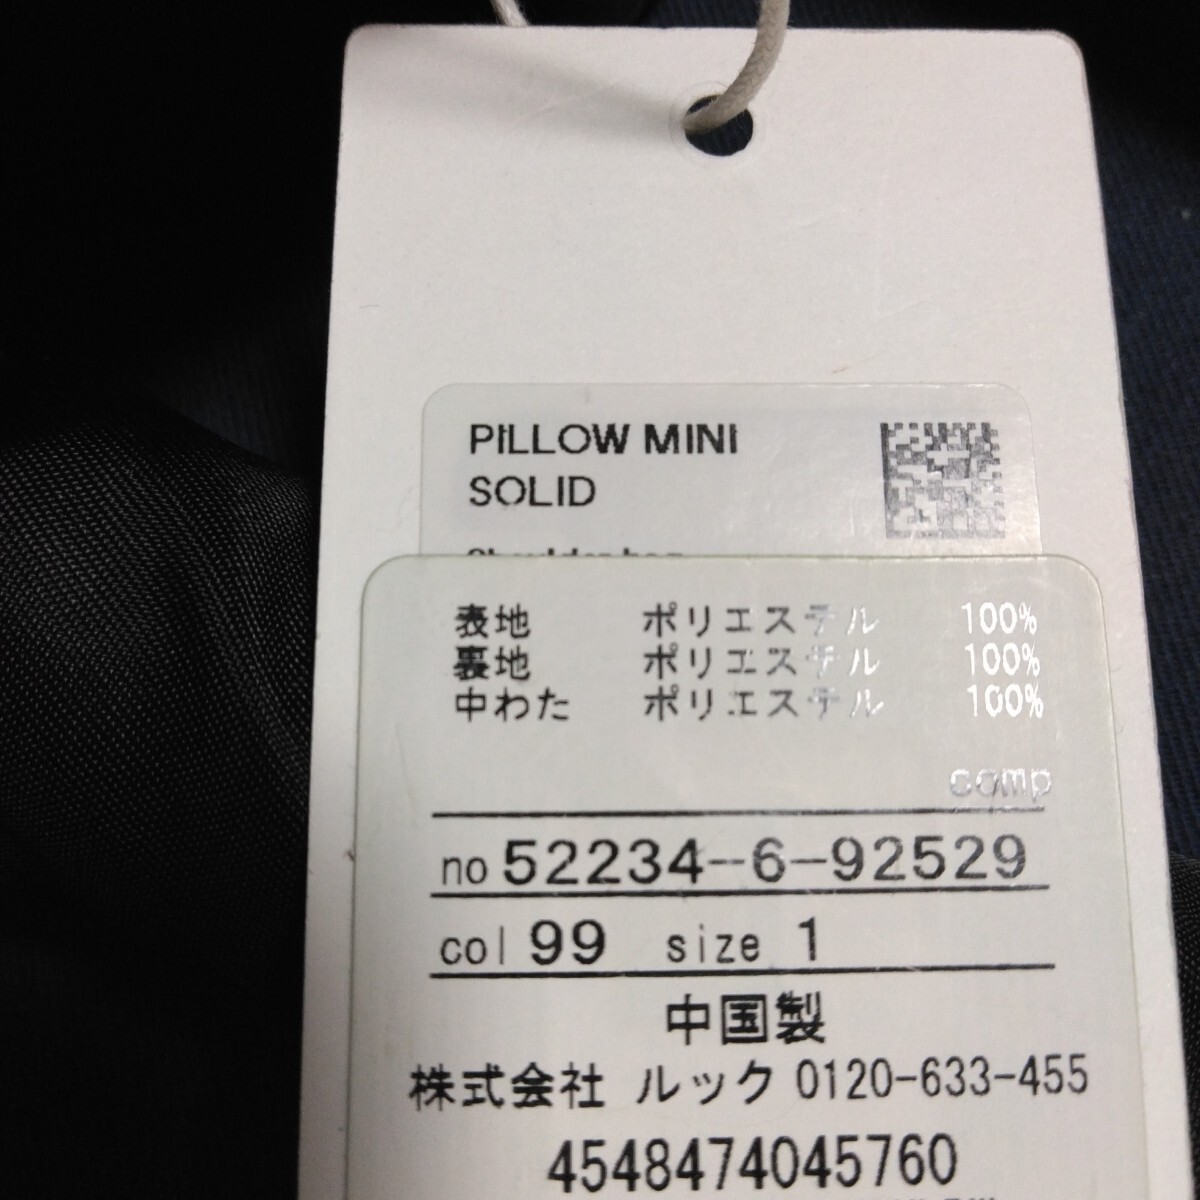 PILLOW MINI
SOLID
Shoulder bag
表地 ポリエステル 100%
裏地 ポリエステル 100%
中わた ポリエステル 100%
comp
no 52234-6-92529
col 99 size 1
中国製
株式会社 ルック 0120-633-455
4548474045760